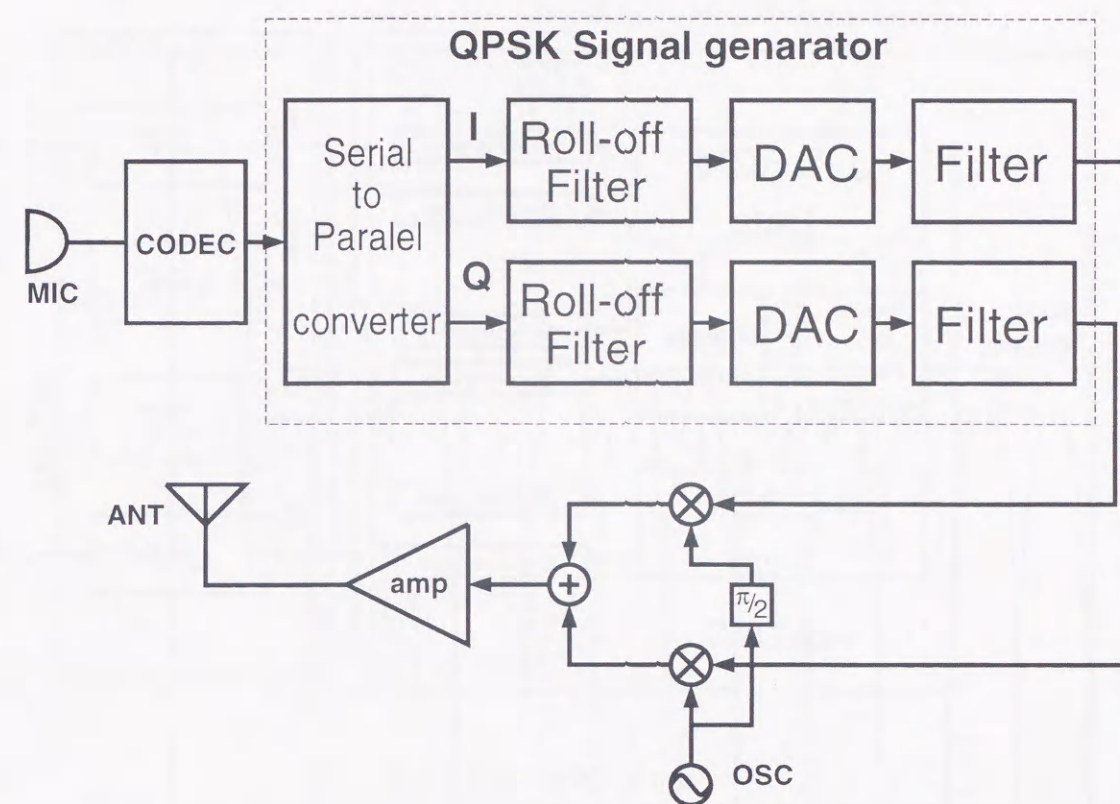 QPSK Signal genarator
I
Serial
to
Paralel
converter
Roll-off
Filter
DAC
Filter
MIC
CODEC
Q
Roll-off
Filter
DAC
Filter
ANT
amp
+
π/2
OSC